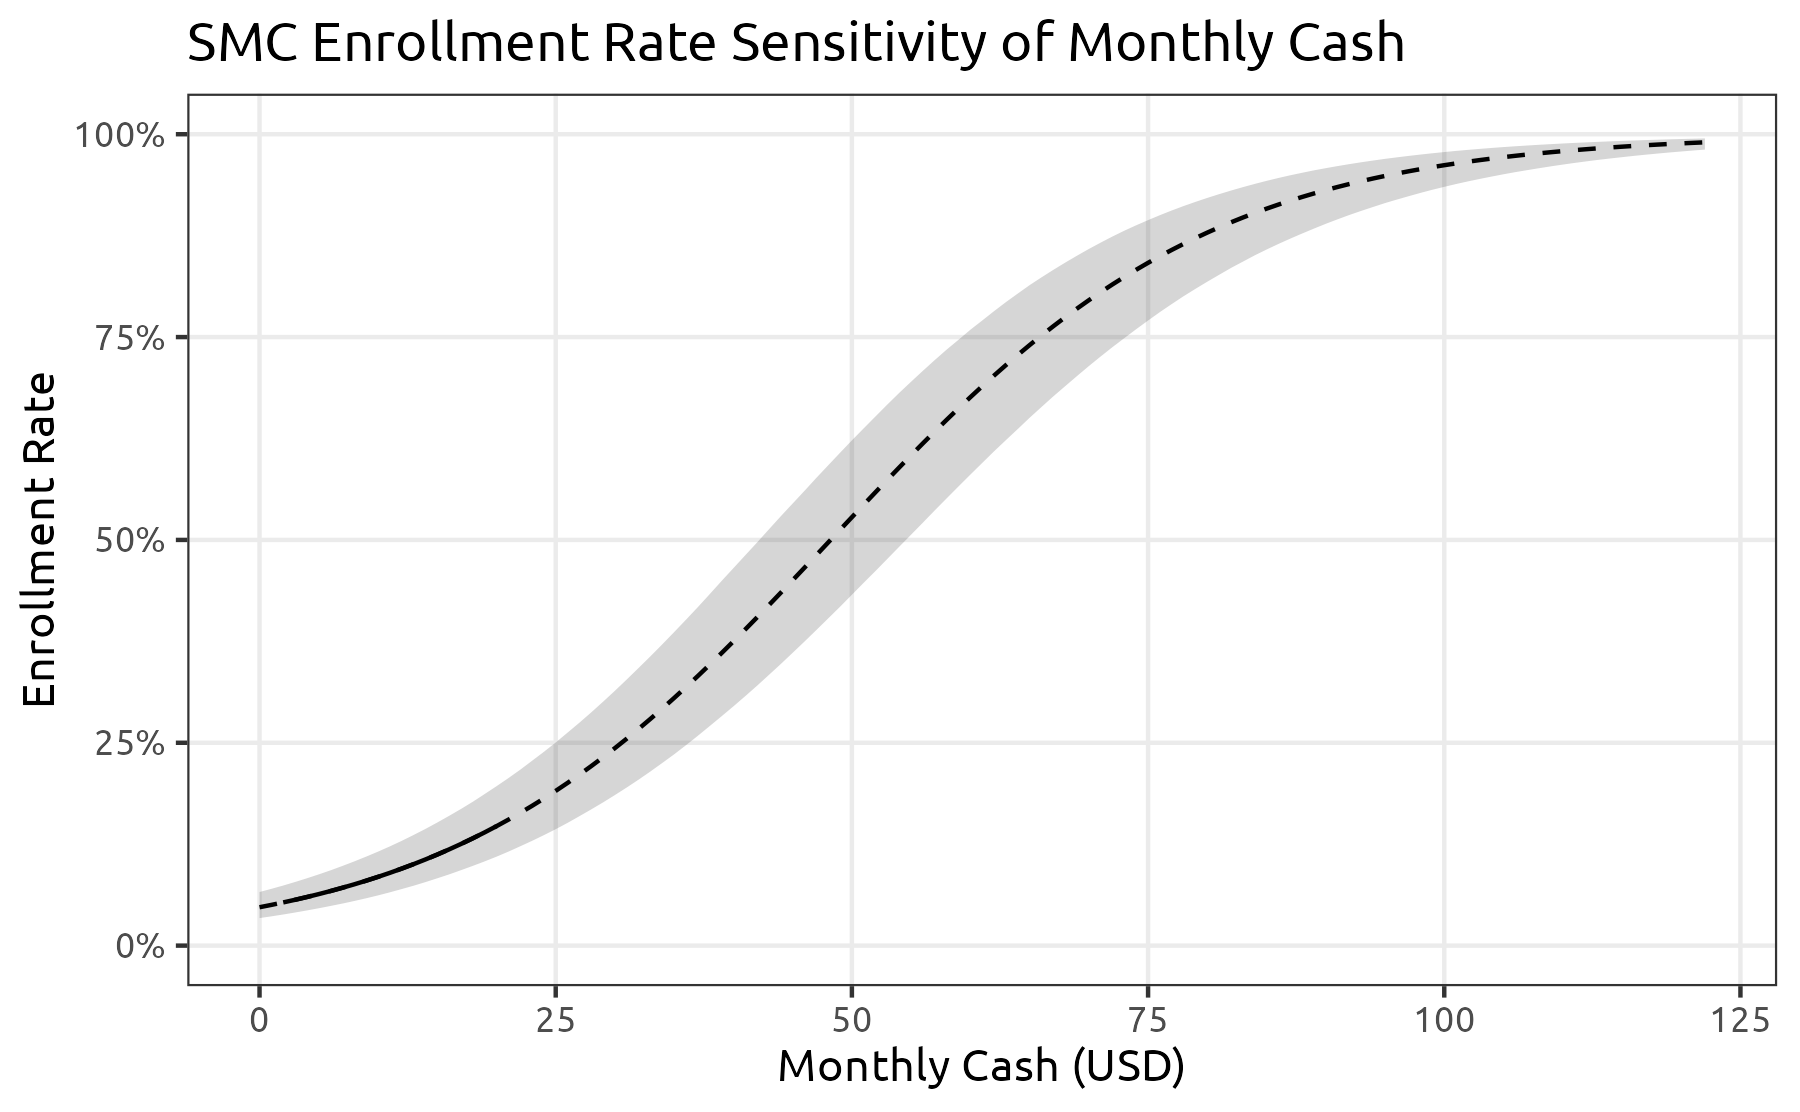 SMC Enrollment Rate Sensitivity of Monthly Cash
Enrollment Rate
100%
75%
50%
25%
0%
0 25 50 75 100 125
Monthly Cash (USD)